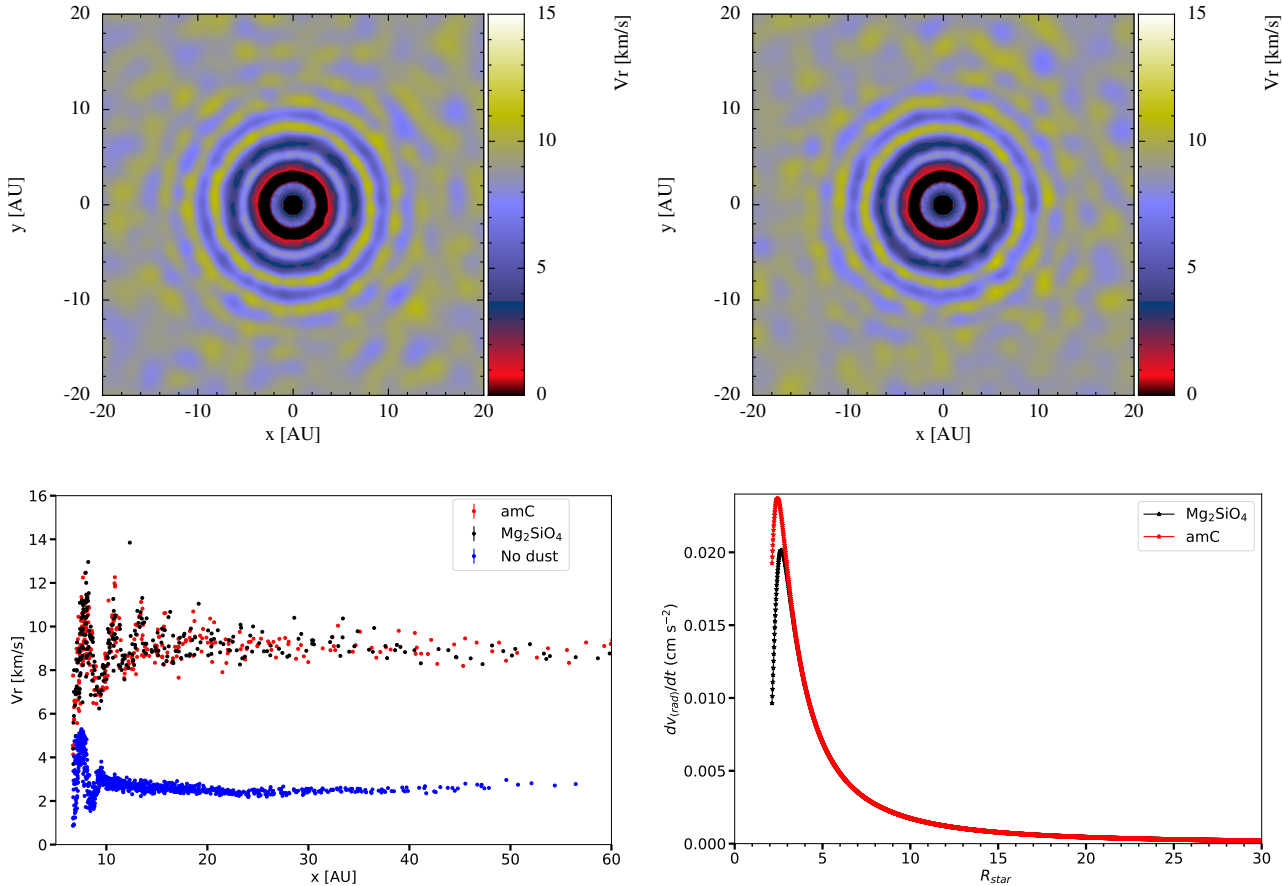 20
10
0
-10
-20
y [AU]
-20 -10 0 10 20
x [AU]
15
10
5
0
Vr [km/s]
20
10
0
-10
-20
y [AU]
-20 -10 0 10 20
x [AU]
15
10
5
0
Vr [km/s]
16
14
12
10
8
6
4
2
0
Vr [km/s]
amC
Mg₂SiO₄
No dust
10 20 30 40 50 60
x [AU]
0.020
0.015
0.010
0.005
0.000
dv₍rad₎/dt (cm s⁻²)
Mg₂SiO₄
amC
0 5 10 15 20 25 30
R_star